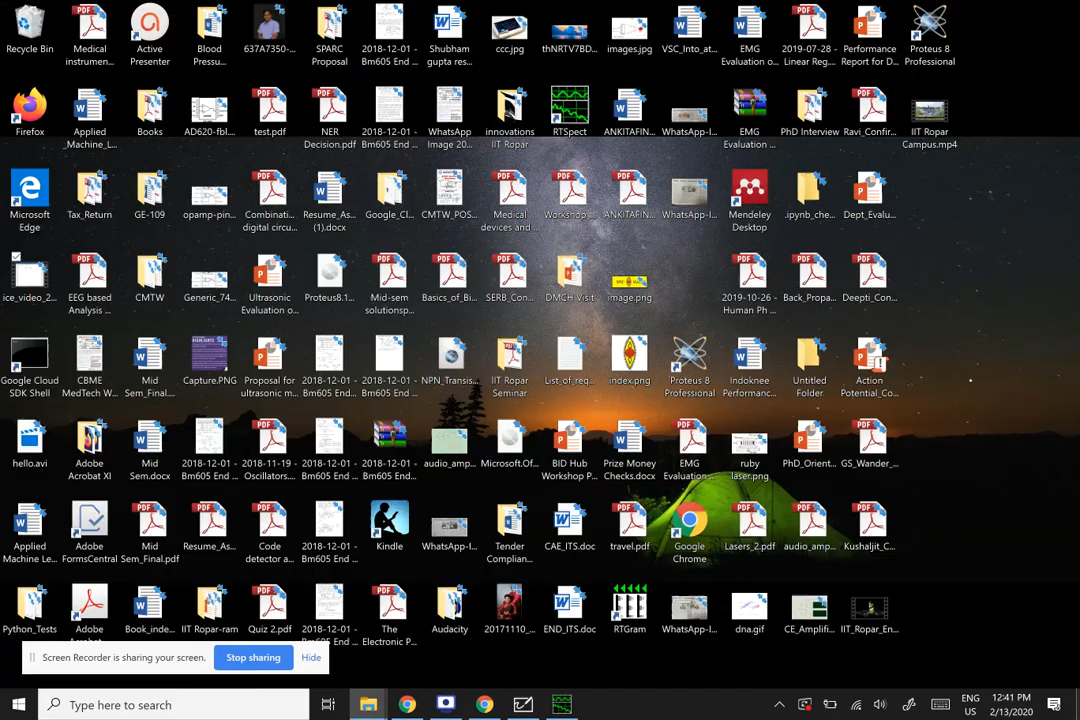 Recycle Bin
Medical
instrumen...
Active
Presenter
Blood
Pressu...
637A7350-...
SPARC
Proposal
2018-12-01 -
Bm605 End ...
Shubham
gupta res...
ccc.jpg
thNRTV7BD...
images.jpg
VSC_Into_at...
EMG
Evaluation o...
2019-07-28 -
Linear Reg...
Performance
Report for D...
Proteus 8
Professional
Firefox
Applied
_Machine_L...
Books
AD620-fbl...
test.pdf
NER
Decision.pdf
2018-12-01 -
Bm605 End ...
WhatsApp
Image 20...
innovations
IIT Ropar
RTSpect
ANKITAFIN...
WhatsApp-I...
EMG
Evaluation ...
PhD Interview
Ravi_Confir...
IIT Ropar
Campus.mp4
Microsoft
Edge
Tax_Return
GE-109
opamp-pin...
Combinati...
digital circu...
Resume_As...
(1).docx
Google_Cl...
CMTW_POS...
Medical
devices and ...
Workshop ...
ANKITAFIN...
WhatsApp-I...
Mendeley
Desktop
.ipynb_che...
Dept_Evalu...
ice_video_2...
EEG based
Analysis ...
CMTW
Generic_74...
Ultrasonic
Evaluation o...
Proteus8.1...
Mid-sem
solutionsp...
Basics_of_Bi...
SERB_Con...
DMCH Visit
image.png
2019-10-26 -
Human Ph ...
Back_Propa...
Deepti_Con...
Google Cloud
SDK Shell
CBME
MedTech W...
Mid
Sem_Final...
Capture.PNG
Proposal for
ultrasonic m...
2018-12-01 -
Bm605 End...
2018-12-01 -
Bm605 End...
NPN_Transis...
IIT Ropar
Seminar
List_of_req...
index.png
Proteus 8
Professional
Indoknee
Performanc...
Untitled
Folder
Action
Potential_Co...
hello.avi
Adobe
Acrobat XI
Mid
Sem.docx
2018-12-01 -
Bm605 End ...
2018-11-19 -
Oscillators....
2018-12-01 -
Bm605 End...
2018-12-01 -
Bm605 End ...
audio_amp...
Microsoft.Of...
BID Hub
Workshop P...
Prize Money
Checks.docx
EMG
Evaluation ...
ruby
laser.png
PhD_Orient...
GS_Wander_...
Applied
Machine Le...
Adobe
FormsCentral
Mid
Sem_Final.pdf
Resume_As...
Code
detector a...
2018-12-01 -
Bm605 End ...
Kindle
WhatsApp-I...
Tender
Complian...
CAE_ITS.doc
travel.pdf
Google
Chrome
Lasers_2.pdf
audio_amp...
Kushaljit_C...
Python_Tests
Adobe
Book_inde...
IIT Ropar-ram
Quiz 2.pdf
2018-12-01 -
Bm605 End ...
The
Electronic P...
Audacity
20171110_...
END_ITS.doc
RTGram
WhatsApp-I...
dna.gif
CE_Amplifi...
IIT_Ropar_En...
Screen Recorder is sharing your screen.
Stop sharing
Hide
Type here to search
ENG
US
12:41 PM
2/13/2020